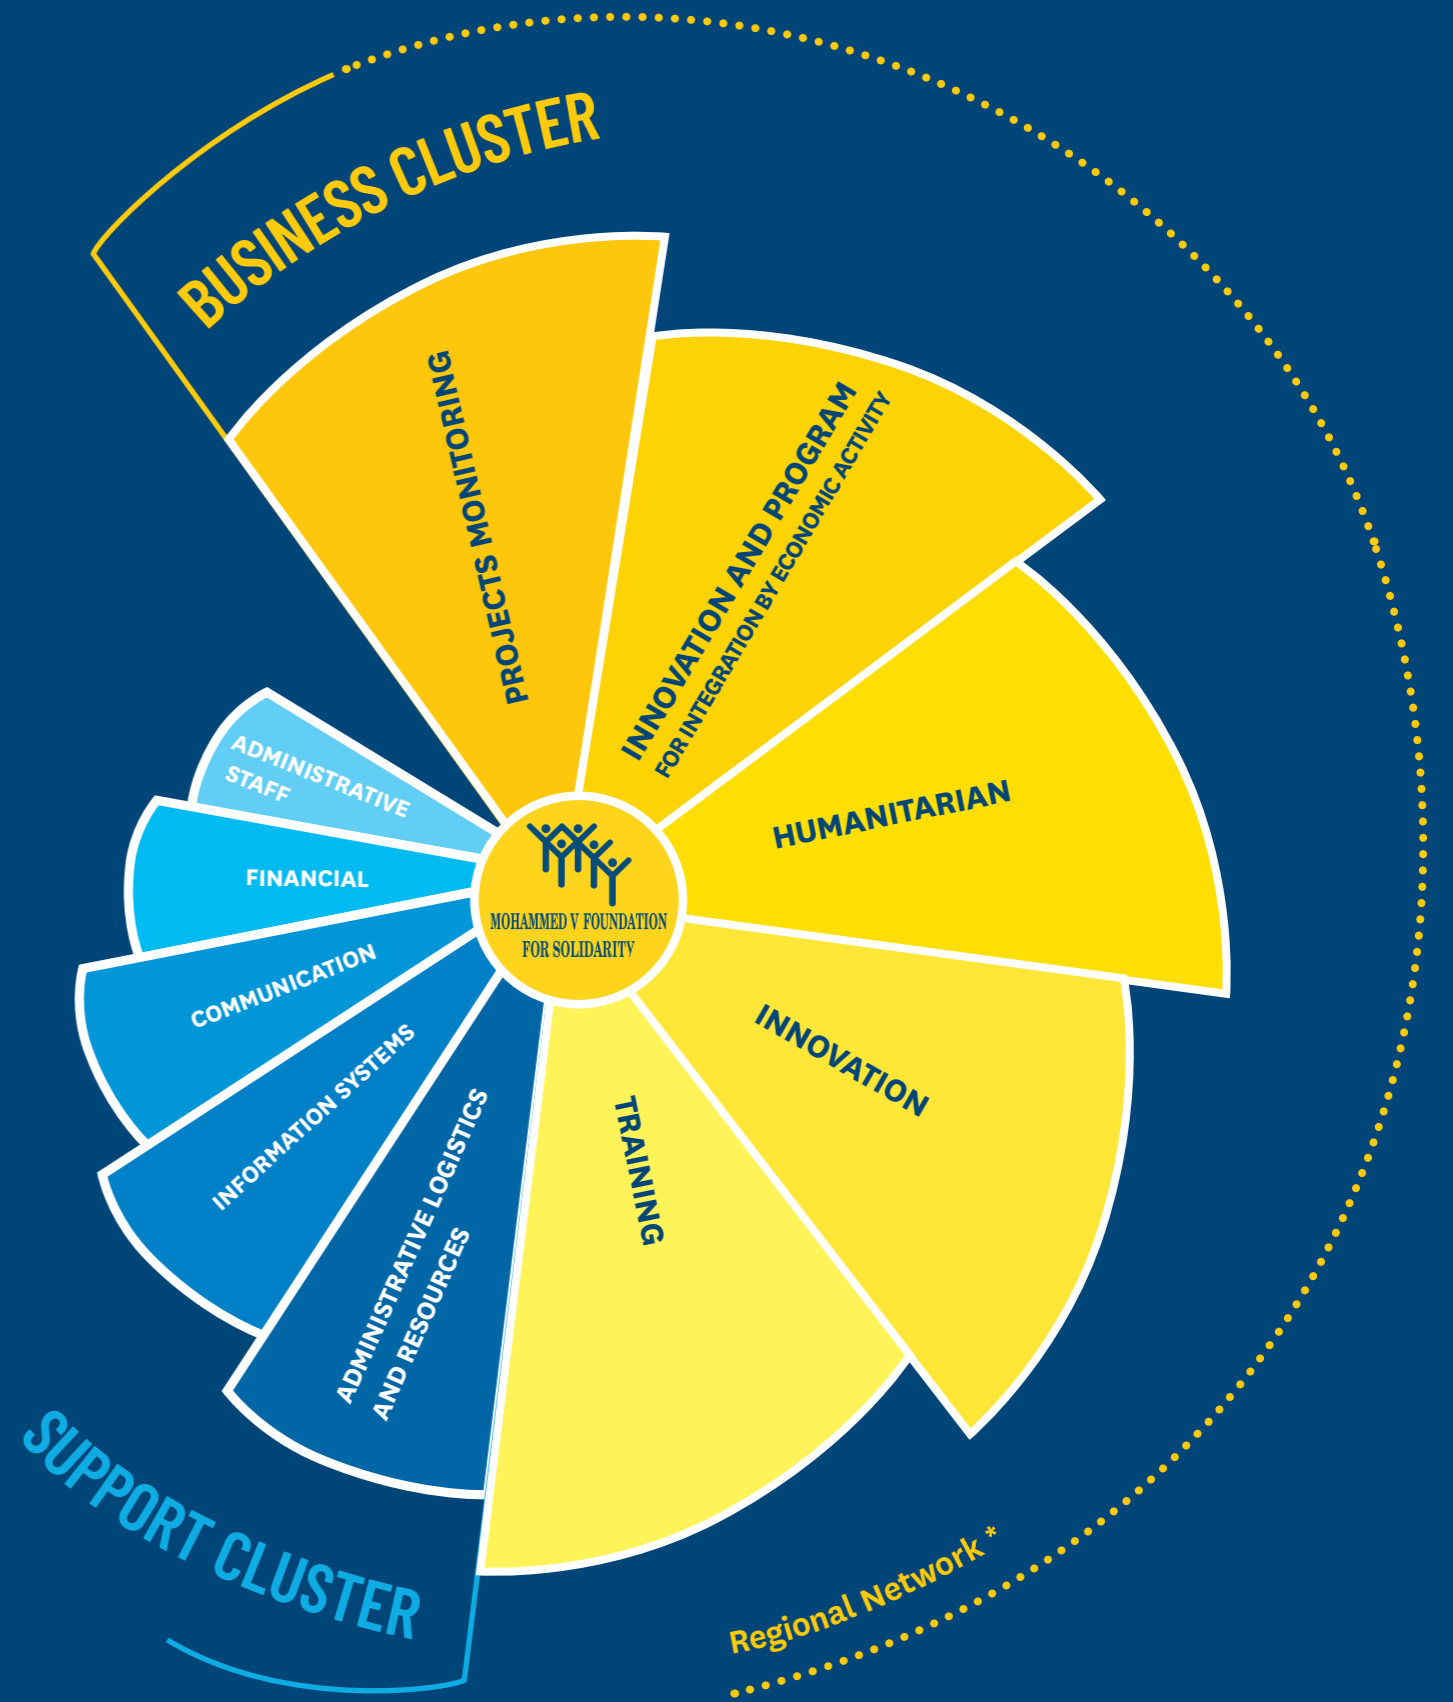 BUSINESS CLUSTER
PROJECTS MONITORING
INNOVATION AND PROGRAM
FOR INTEGRATION BY ECONOMIC ACTIVITY
HUMANITARIAN
INNOVATION
TRAINING
ADMINISTRATIVE
STAFF
FINANCIAL
COMMUNICATION
INFORMATION SYSTEMS
ADMINISTRATIVE LOGISTICS
AND RESOURCES
MOHAMMED V FOUNDATION
FOR SOLIDARITY
SUPPORT CLUSTER
Regional Network *